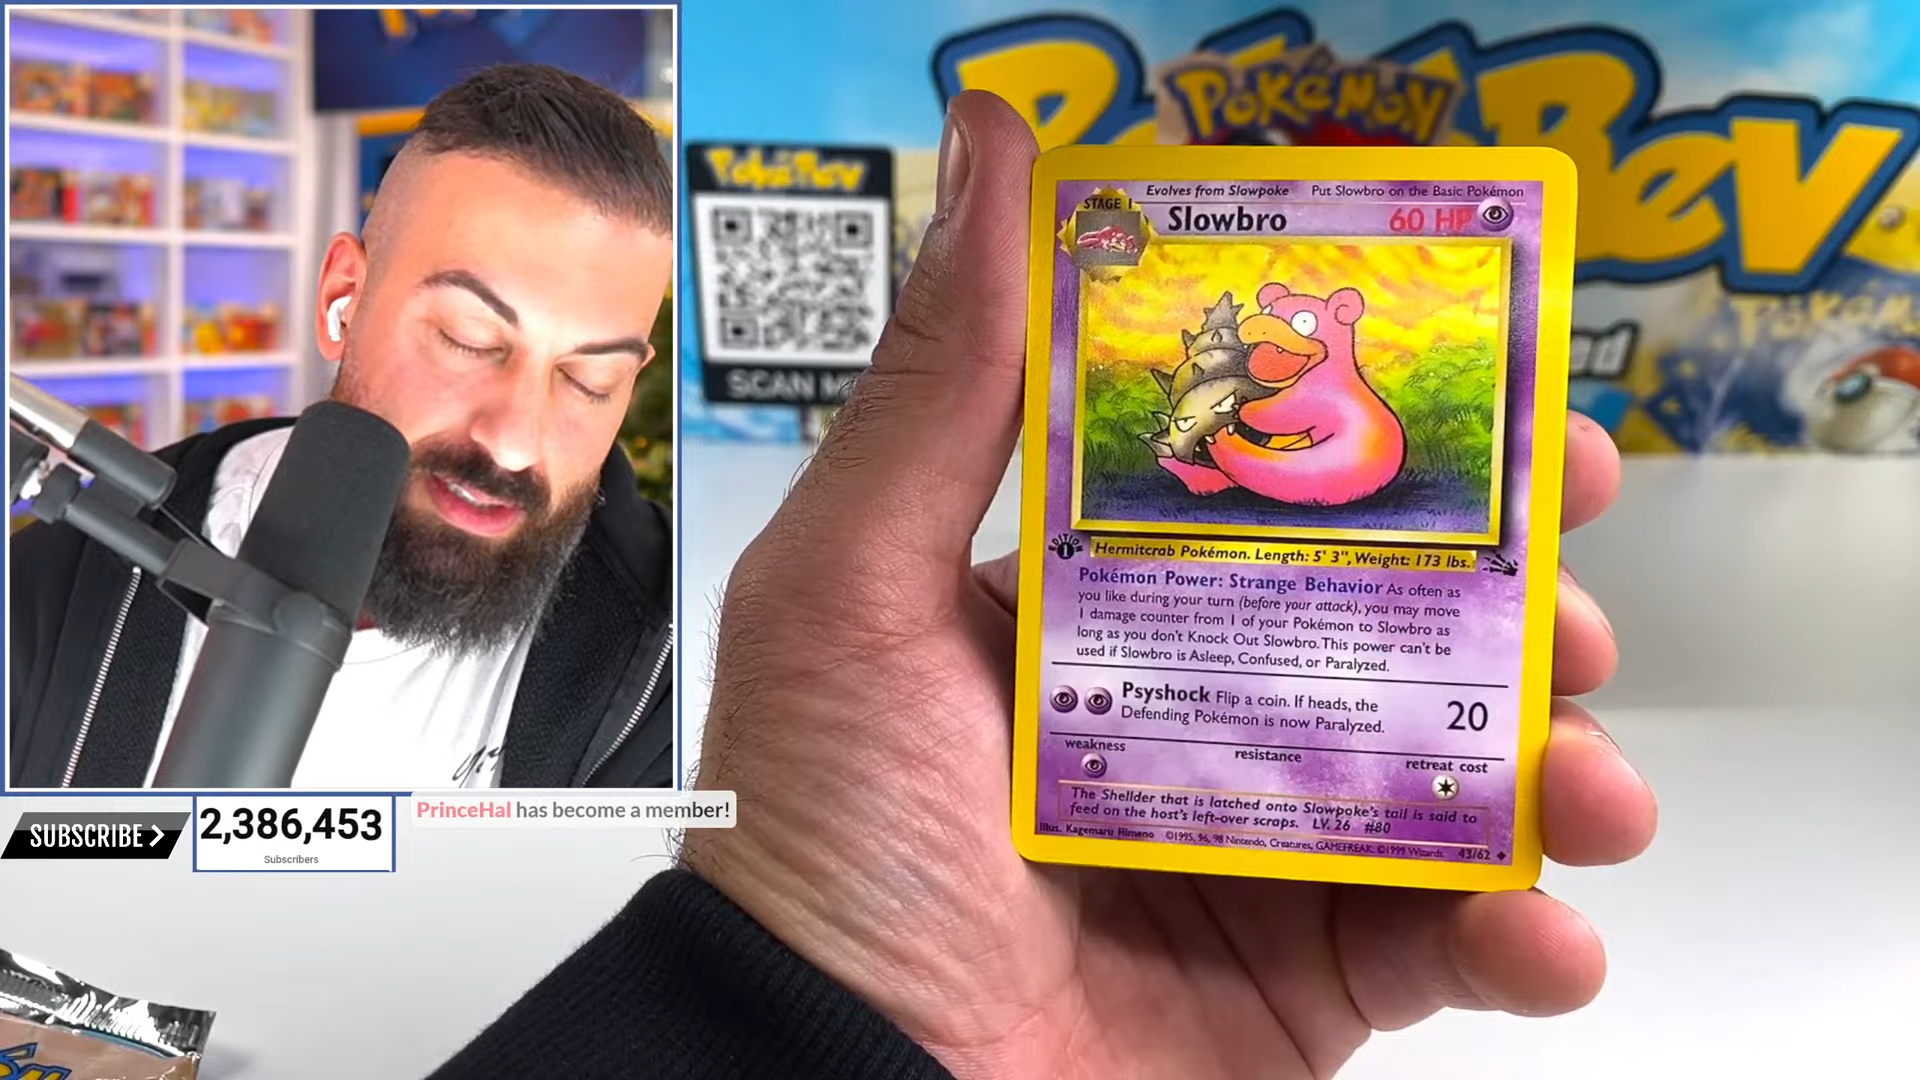 PokéBev
POKéMON
PokéBev
SCAN M
ed
Evolves from Slowpoke Put Slowbro on the Basic Pokémon
STAGE 1
Slowbro 60 HP
EDITION 1
Hermitcrab Pokémon. Length: 5' 3", Weight: 173 lbs.
Pokémon Power: Strange Behavior As often as
you like during your turn (before your attack), you may move
1 damage counter from 1 of your Pokémon to Slowbro as
long as you don't Knock Out Slowbro. This power can't be
used if Slowbro is Asleep, Confused, or Paralyzed.
Psyshock Flip a coin. If heads, the
Defending Pokémon is now Paralyzed.
20
weakness resistance retreat cost
The Shellder that is latched onto Slowpoke's tail is said to
feed on the host's left-over scraps. LV. 26 #80
Illus. Kagemaru Himeno ©1995, 96, 98 Nintendo, Creatures, GAMEFREAK. ©1999 Wizards. 43/62
SUBSCRIBE
2,386,453
Subscribers
PrinceHal has become a member!